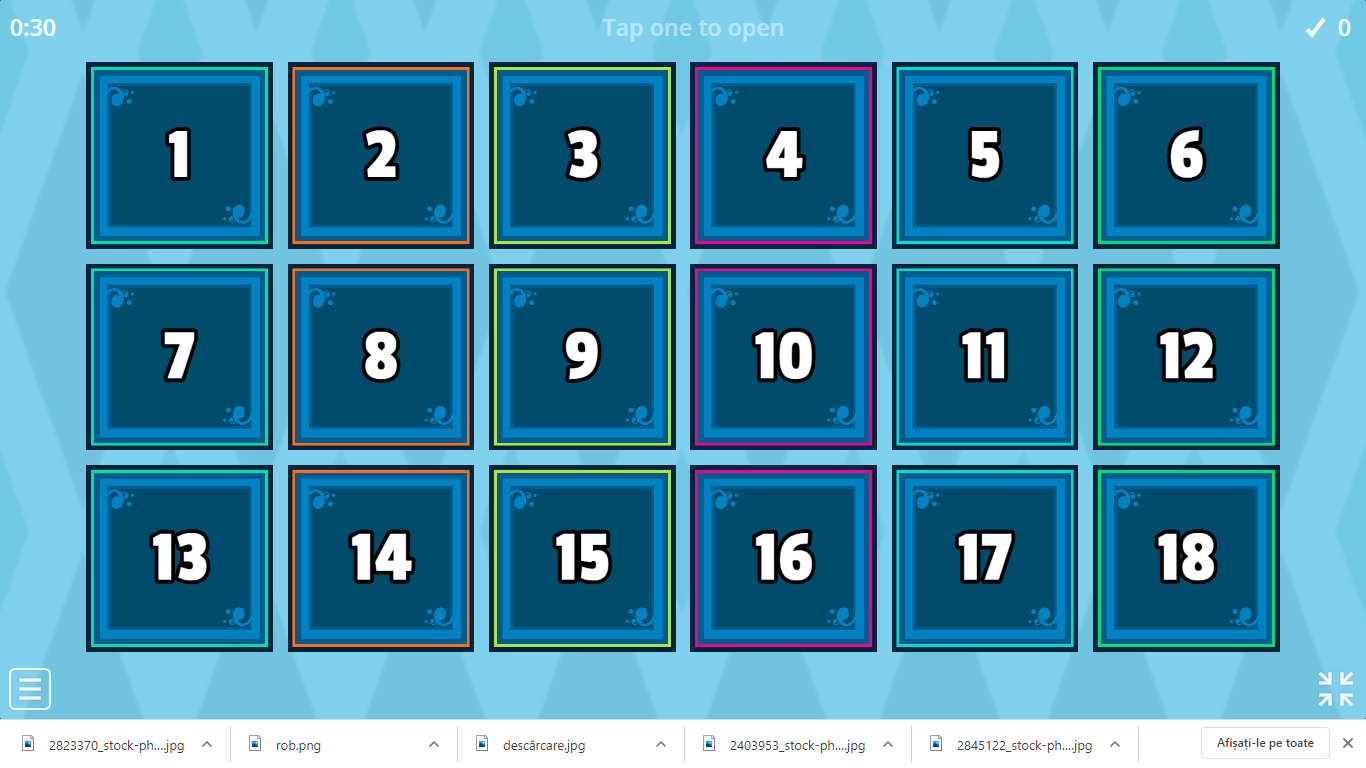 0:30 Tap one to open 0
1 2 3 4 5 6
7 8 9 10 11 12
13 14 15 16 17 18
2823370_stock-ph....jpg rob.png descărcare.jpg 2403953_stock-ph....jpg 2845122_stock-ph....jpg Afișați-le pe toate